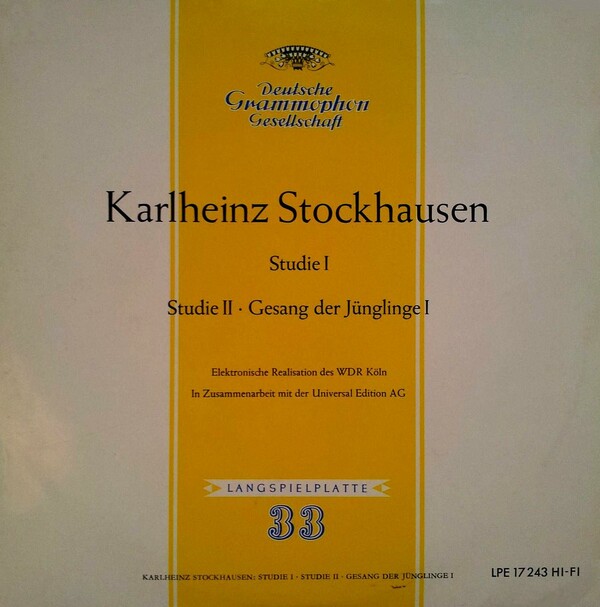 Deutsche
Grammophon
Gesellschaft
Karlheinz Stockhausen
Studie I
Studie II · Gesang der Jünglinge I
Elektronische Realisation des WDR Köln
In Zusammenarbeit mit der Universal Edition AG
LANGSPIELPLATTE
33
KARLHEINZ STOCKHAUSEN: STUDIE I · STUDIE II · GESANG DER JÜNGLINGE I
LPE 17 243 HI-FI